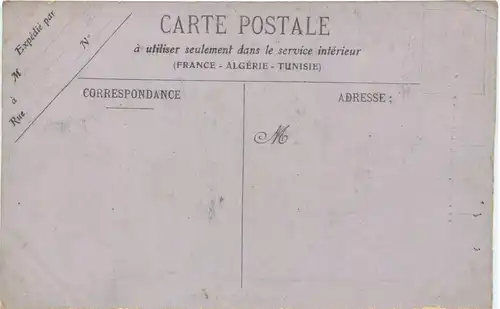 CARTE POSTALE
à utiliser seulement dans le service intérieur
(FRANCE - ALGÉRIE - TUNISIE)
Expédié par
M
à
Rue
N°
CORRESPONDANCE
ADRESSE :
M